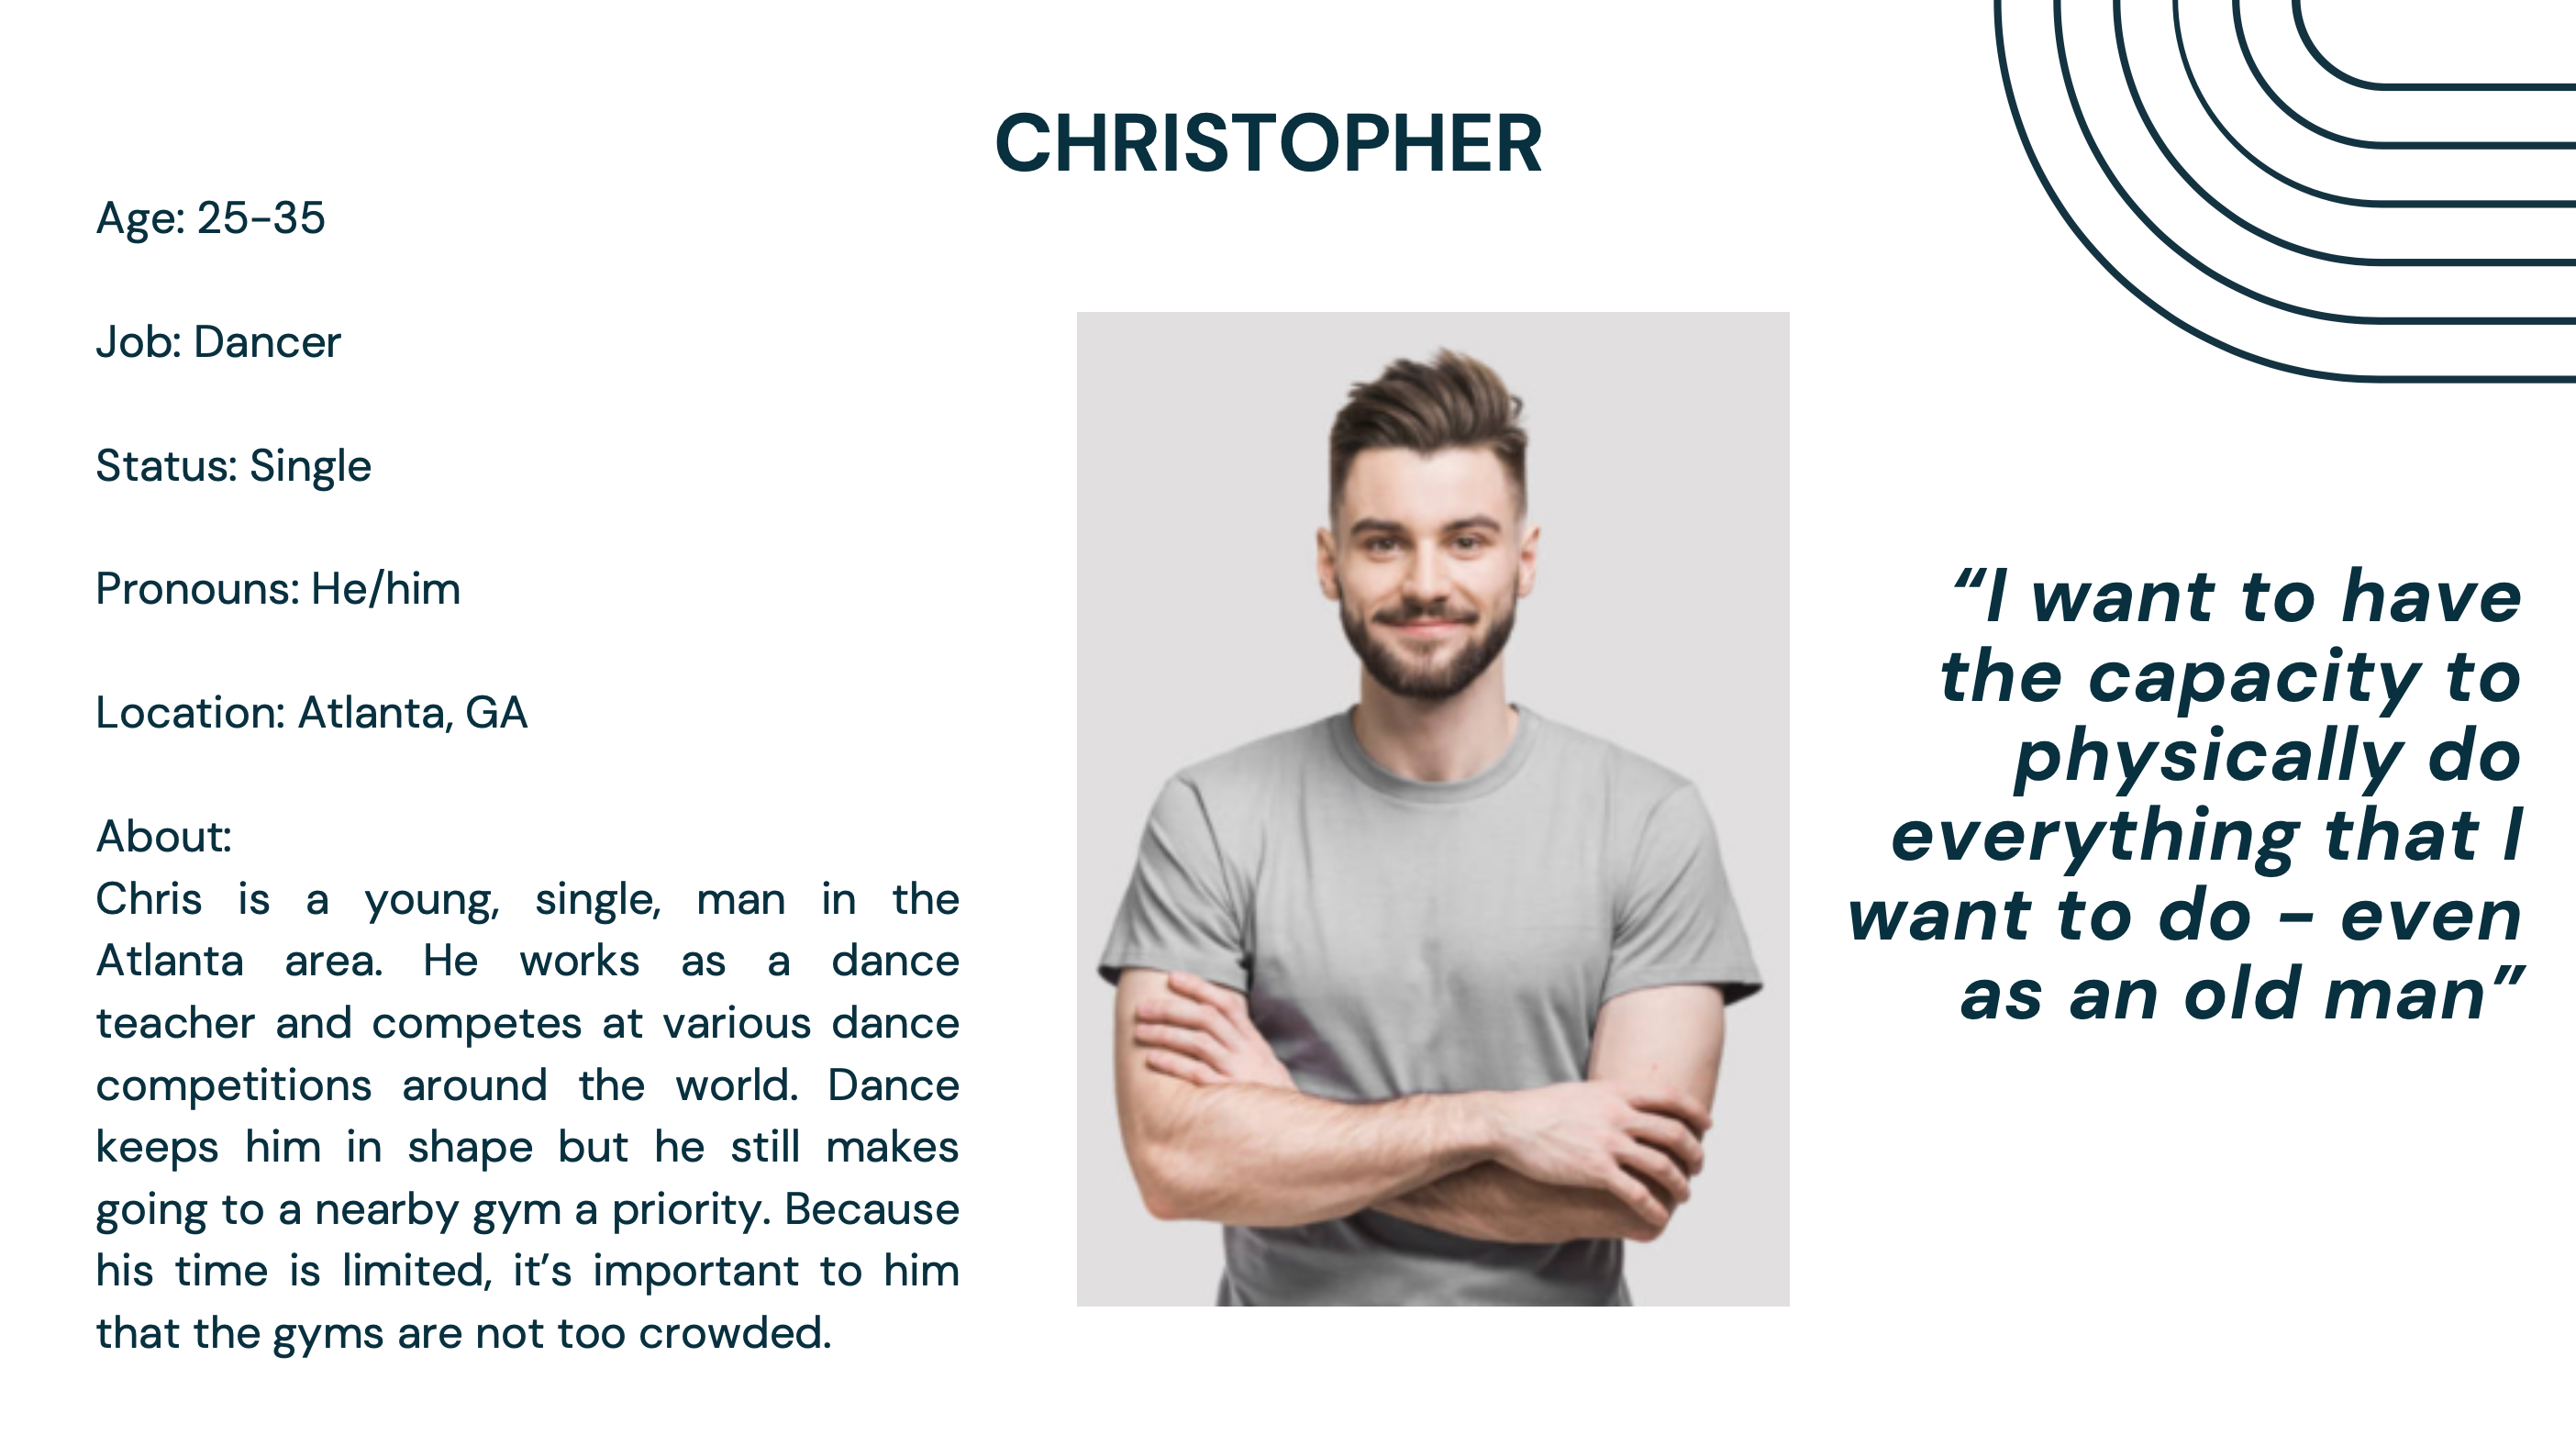 CHRISTOPHER
Age: 25-35
Job: Dancer
Status: Single
Pronouns: He/him
Location: Atlanta, GA
About:
Chris is a young, single, man in the
Atlanta area. He works as a dance
teacher and competes at various dance
competitions around the world. Dance
keeps him in shape but he still makes
going to a nearby gym a priority. Because
his time is limited, it’s important to him
that the gyms are not too crowded.
“I want to have
the capacity to
physically do
everything that I
want to do – even
as an old man”